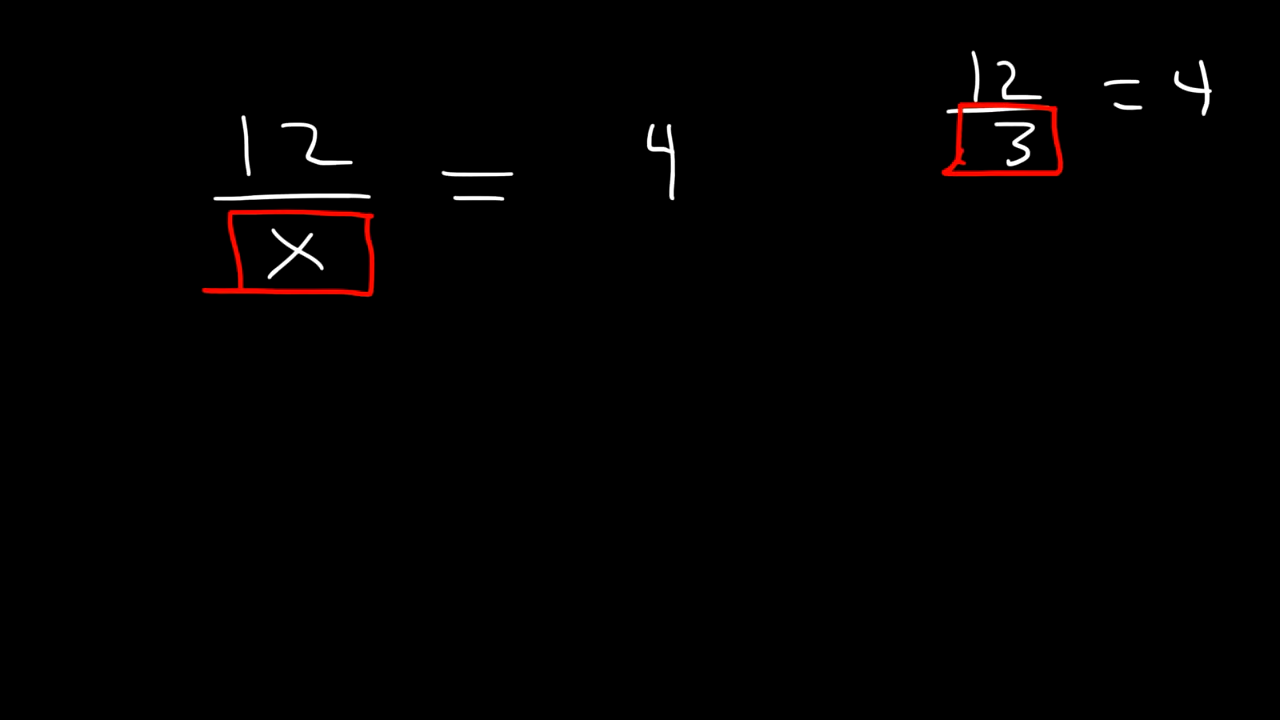 12/x = 4
12/3 = 4